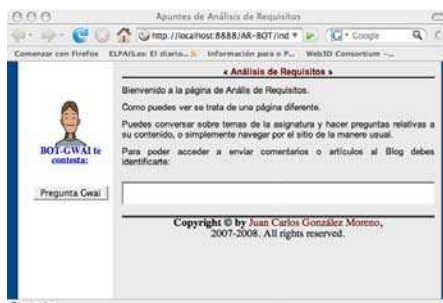 Apuntes de Análisis de Requisitos
http://localhost:8888/AR-BOT/ind
Google
Comenzar con Firefox ELPAIS.es: El diario... Información para o P... Web3D Consortium -...
« Análisis de Requisitos »
Bienvenido a la página de Anális de Requisitos.
Como puedes ver se trata de una página diferente.
Puedes conversar sobre temas de la asignatura y hacer preguntas relativas a
su contenido, o simplemente navegar por el sitio de la manere usual.
Para poder acceder a enviar comentarios o artículos al Blog debes
identificarte:
BOT-GWAI te
contesta:
Pregunta Gwai
Copyright © by Juan Carlos González Moreno,
2007-2008. All rights reserved.